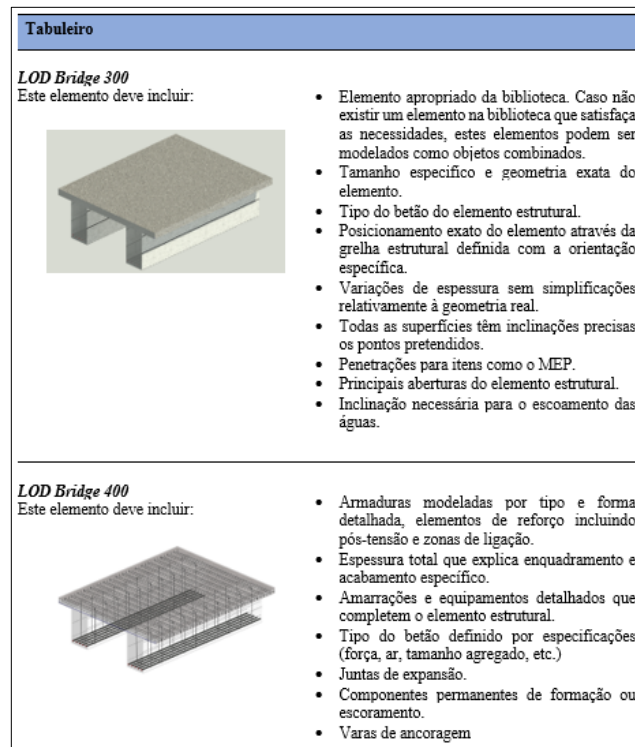 Tabuleiro
LOD Bridge 300
Este elemento deve incluir:
• Elemento apropriado da biblioteca. Caso não
existir um elemento na biblioteca que satisfaça
as necessidades, estes elementos podem ser
modelados como objetos combinados.
• Tamanho especifico e geometria exata do
elemento.
• Tipo do betão do elemento estrutural.
• Posicionamento exato do elemento através da
grelha estrutural definida com a orientação
específica.
• Variações de espessura sem simplificações
relativamente à geometria real.
• Todas as superfícies têm inclinações precisas
os pontos pretendidos.
• Penetrações para itens como o MEP.
• Principais aberturas do elemento estrutural.
• Inclinação necessária para o escoamento das
águas.
LOD Bridge 400
Este elemento deve incluir:
• Armaduras modeladas por tipo e forma
detalhada, elementos de reforço incluindo
pós-tensão e zonas de ligação.
• Espessura total que explica enquadramento e
acabamento específico.
• Amarrações e equipamentos detalhados que
completem o elemento estrutural.
• Tipo do betão definido por especificações
(força, ar, tamanho agregado, etc.)
• Juntas de expansão.
• Componentes permanentes de formação ou
escoramento.
• Varas de ancoragem